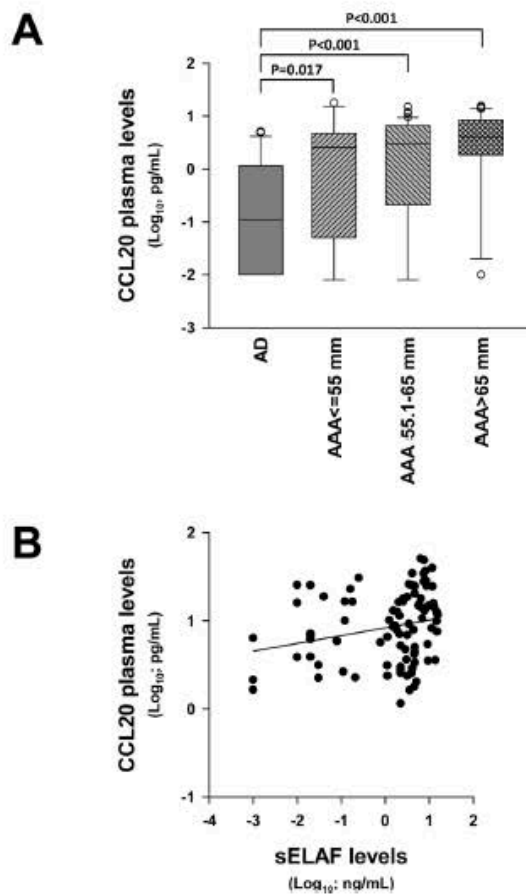 A
P<0.001
P<0.001
P=0.017
CCL20 plasma levels
(Log₁₀, pg/mL)
2
1
0
-1
-2
-3
AD
AAA<=55 mm
AAA 55.1-65 mm
AAA>65 mm
B
CCL20 plasma levels
(Log₁₀: pg/mL)
2
1
0
-1
-4 -3 -2 -1 0 1 2
sELAF levels
(Log₁₀: ng/mL)